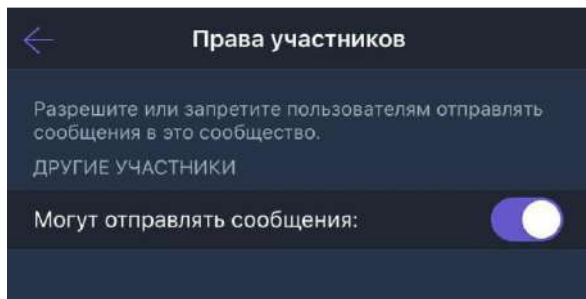 Права участников
Разрешите или запретите пользователям отправлять
сообщения в это сообщество.
ДРУГИЕ УЧАСТНИКИ
Могут отправлять сообщения: